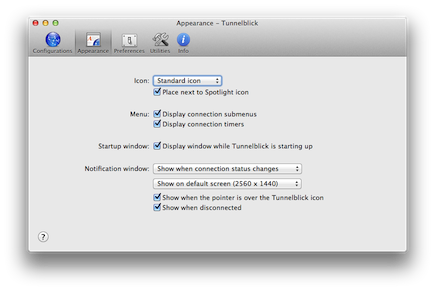 Appearance – Tunnelblick
Configurations Appearance Preferences Utilities Info
Icon: Standard icon
Place next to Spotlight icon
Menu: Display connection submenus
Display connection timers
Startup window: Display window while Tunnelblick is starting up
Notification window: Show when connection status changes
Show on default screen (2560 x 1440)
Show when the pointer is over the Tunnelblick icon
Show when disconnected
?